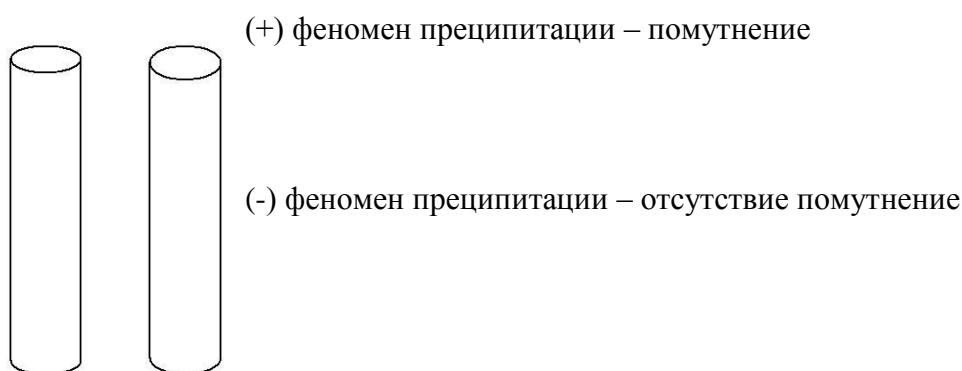 (+) феномен преципитации – помутнение
(-) феномен преципитации – отсутствие помутнение